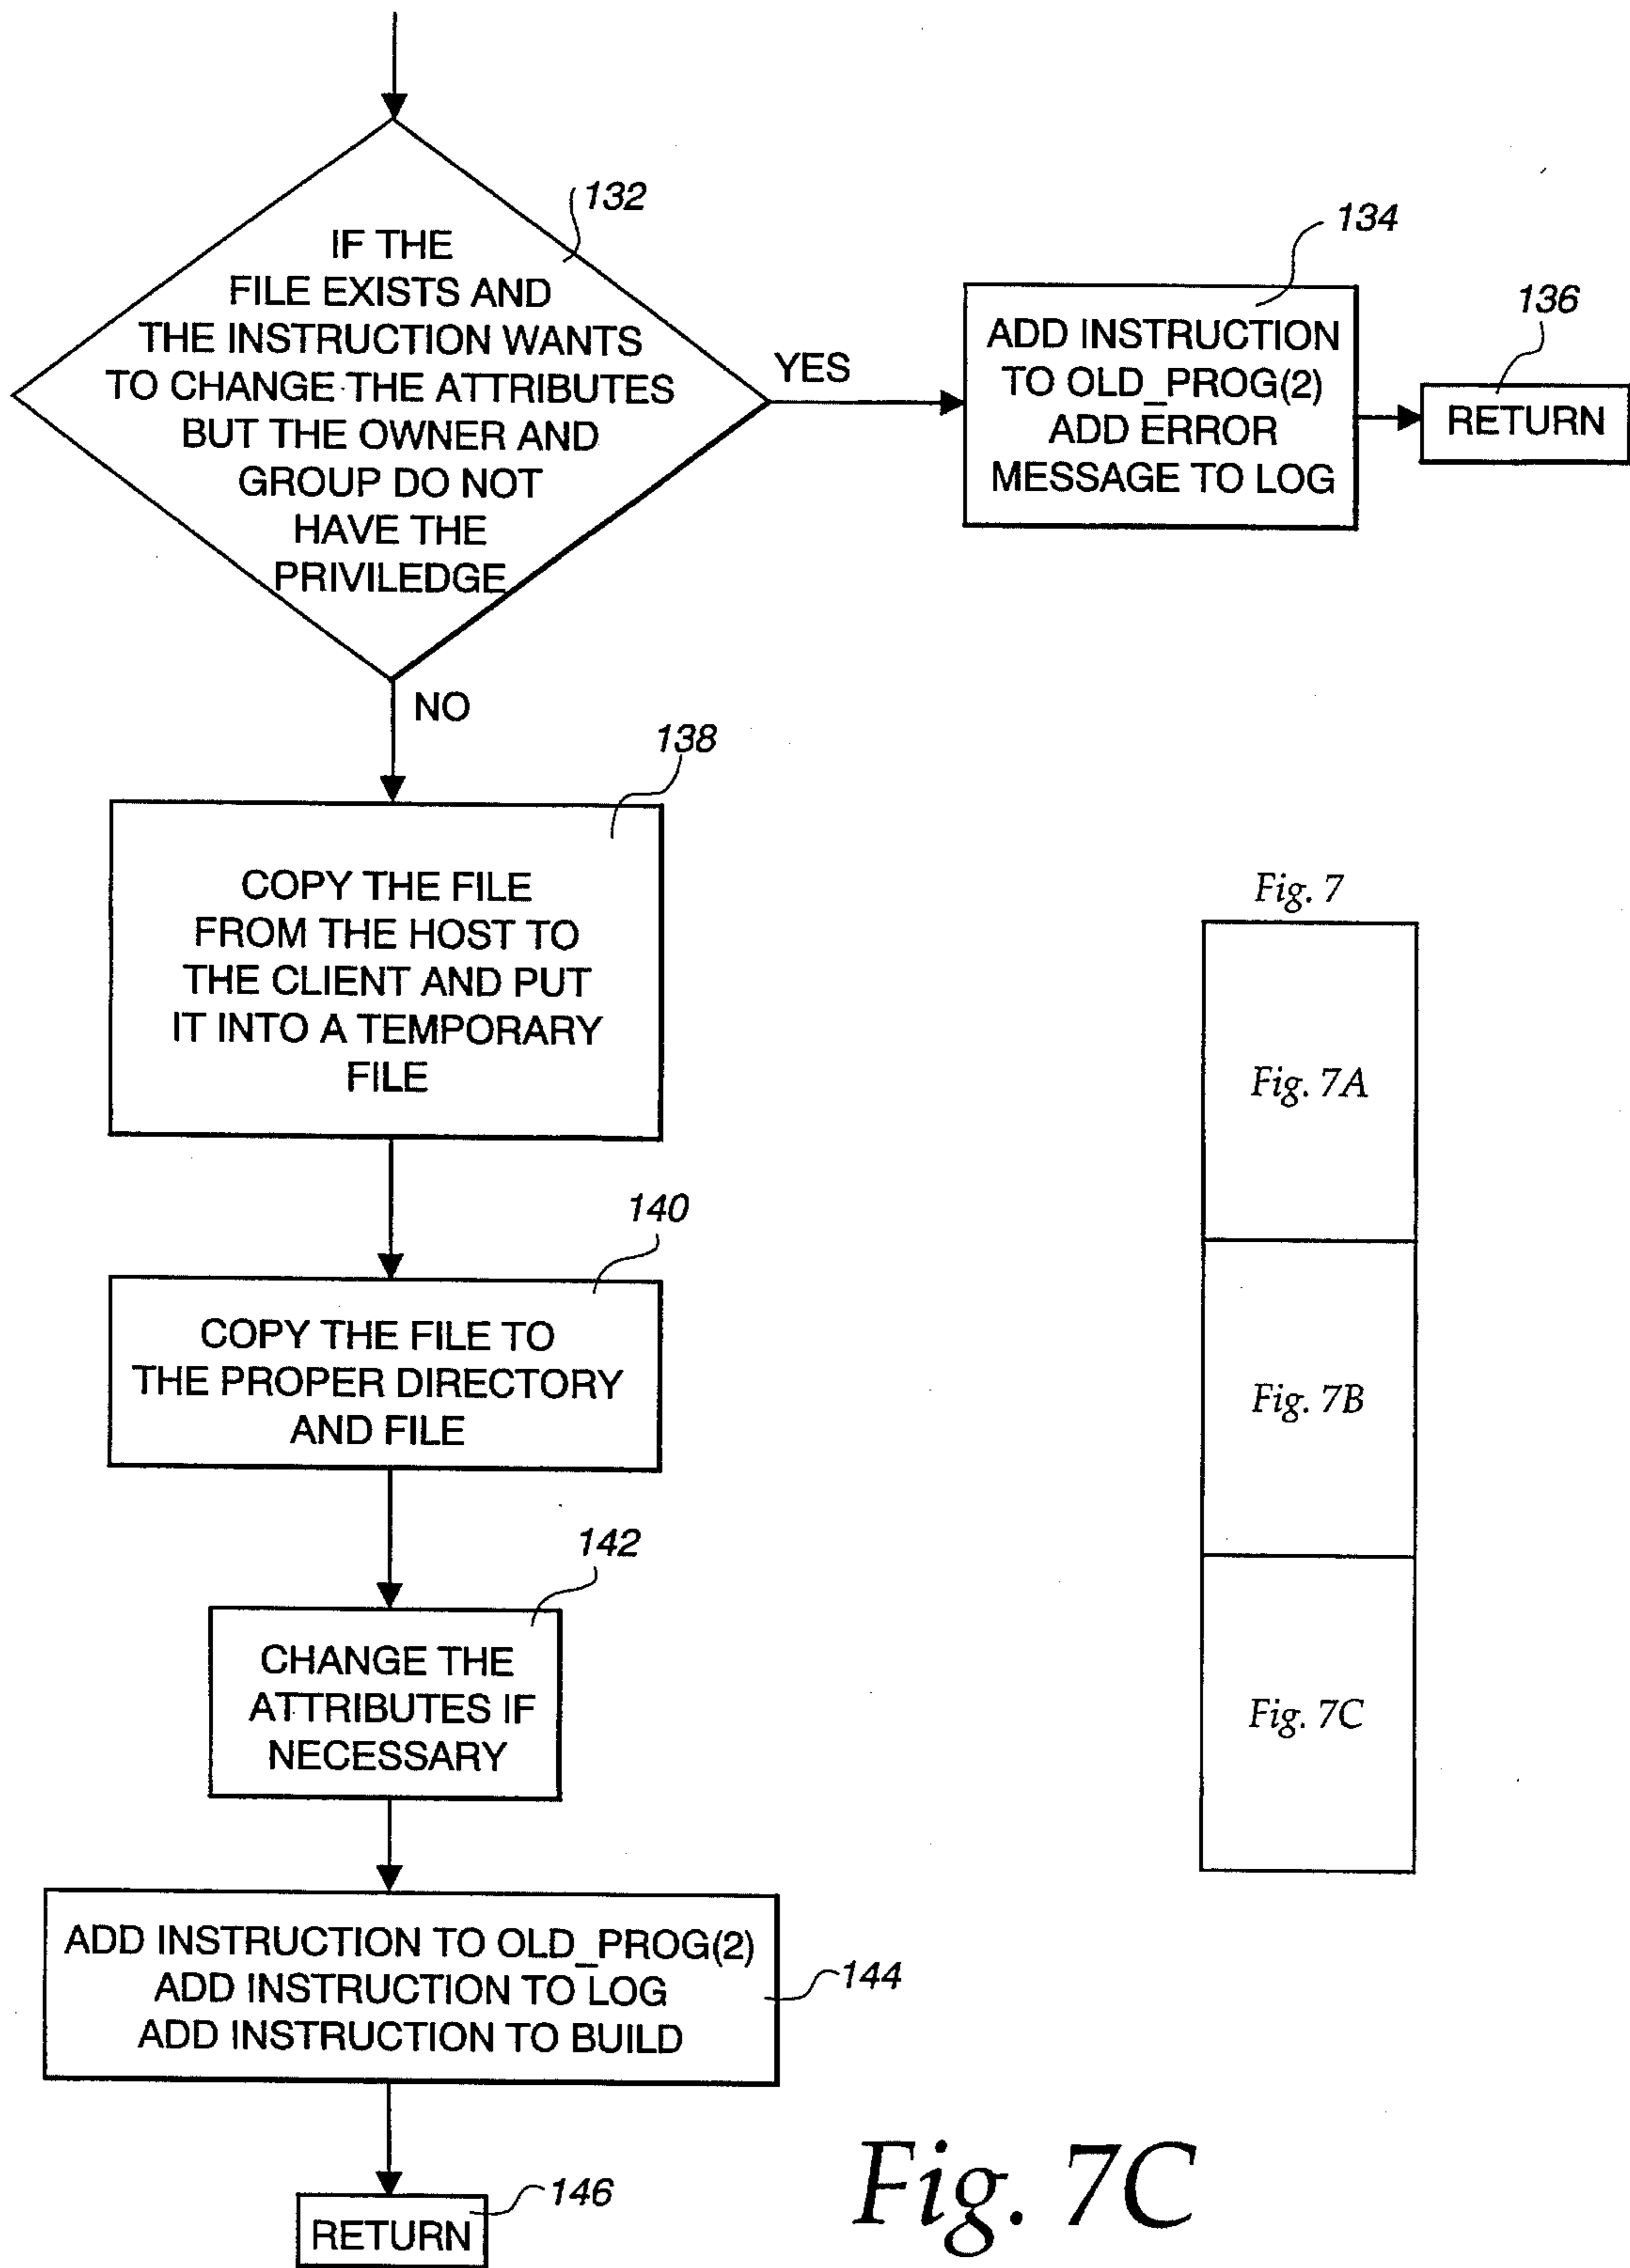 132
IF THE
FILE EXISTS AND
THE INSTRUCTION WANTS
TO CHANGE THE ATTRIBUTES
BUT THE OWNER AND
GROUP DO NOT
HAVE THE
PRIVILEDGE
YES
134
ADD INSTRUCTION
TO OLD_PROG(2)
ADD ERROR
MESSAGE TO LOG
136
RETURN
NO
138
COPY THE FILE
FROM THE HOST TO
THE CLIENT AND PUT
IT INTO A TEMPORARY
FILE
140
COPY THE FILE TO
THE PROPER DIRECTORY
AND FILE
142
CHANGE THE
ATTRIBUTES IF
NECESSARY
144
ADD INSTRUCTION TO OLD_PROG(2)
ADD INSTRUCTION TO LOG
ADD INSTRUCTION TO BUILD
146
RETURN
Fig. 7
Fig. 7A
Fig. 7B
Fig. 7C
Fig. 7C